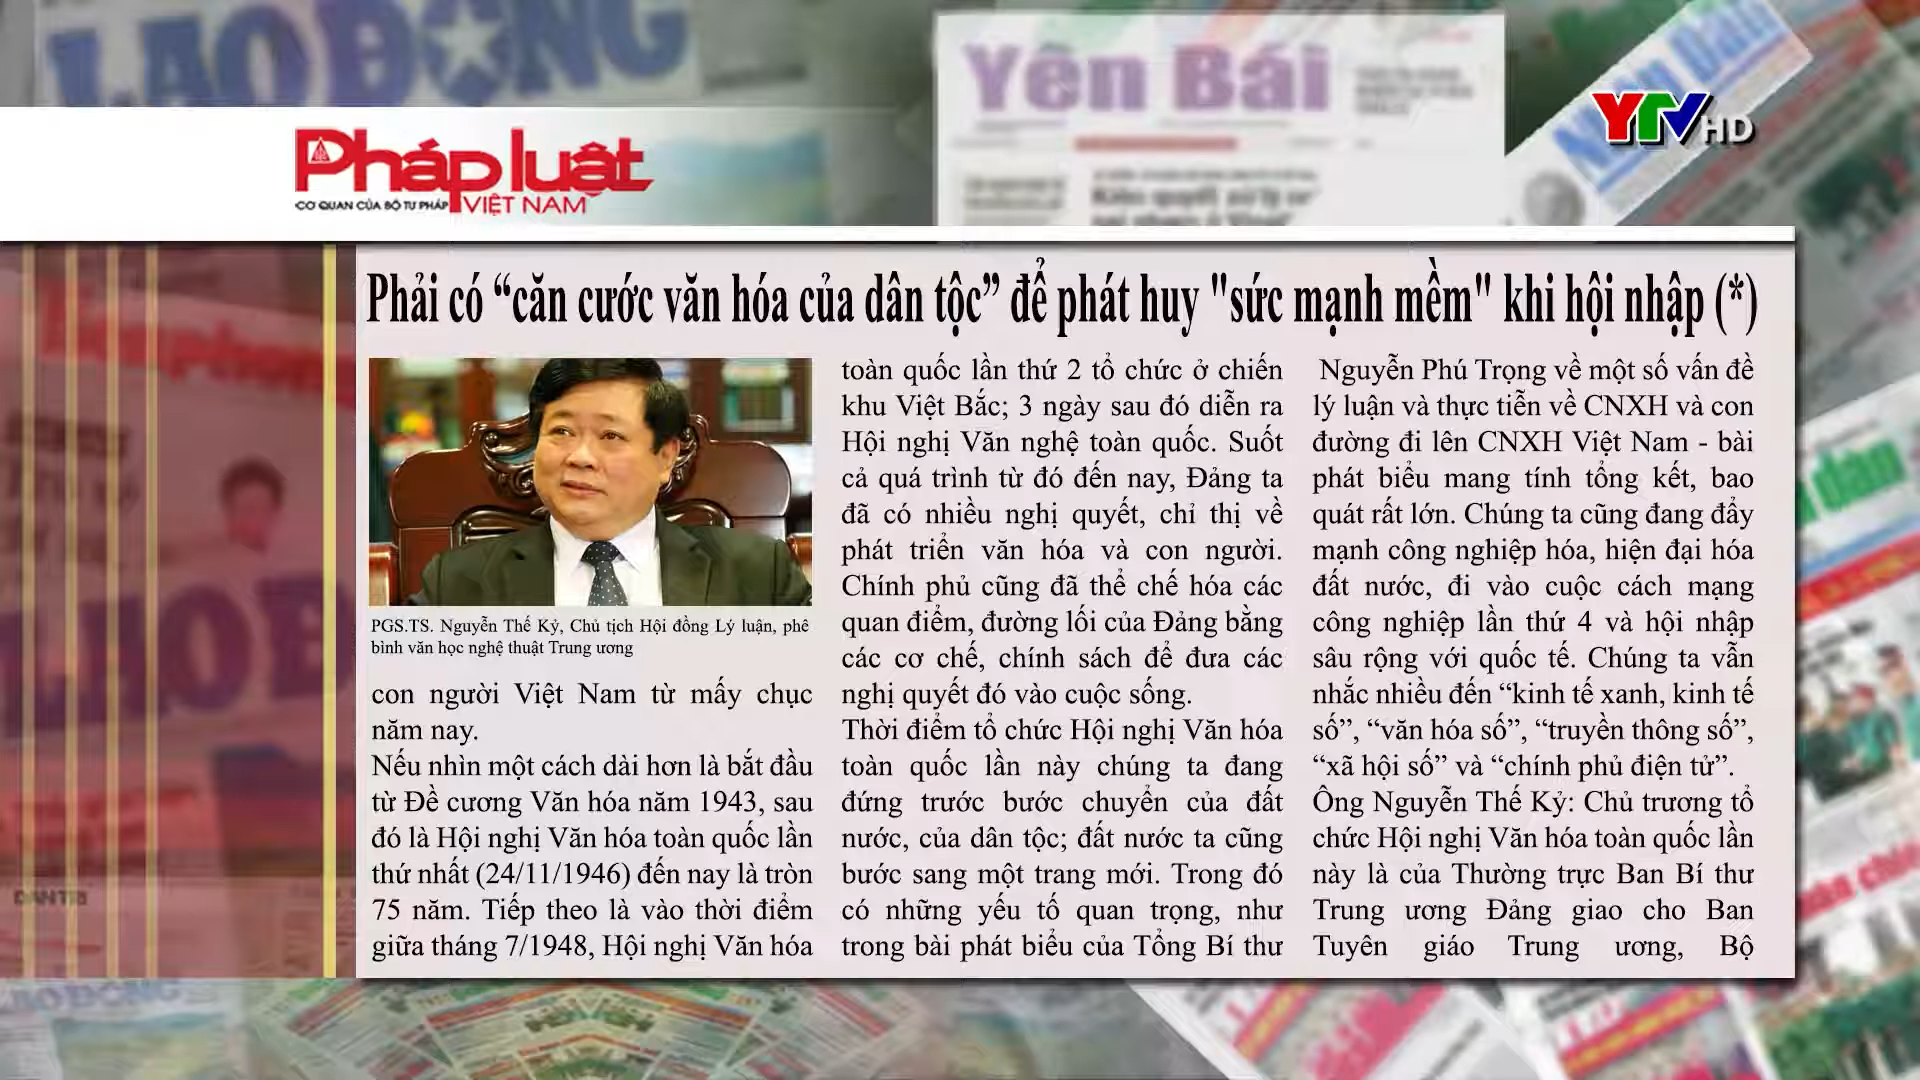 LAO ĐỘNG
Yên Bái
Nhân Dân
YTV HD
Pháp luật
CƠ QUAN CỦA BỘ TƯ PHÁP VIỆT NAM
Phải có “căn cước văn hóa của dân tộc” để phát huy "sức mạnh mềm" khi hội nhập (*)
PGS.TS. Nguyễn Thế Kỷ, Chủ tịch Hội đồng Lý luận, phê
bình văn học nghệ thuật Trung ương
con người Việt Nam từ mấy chục
năm nay.
Nếu nhìn một cách dài hơn là bắt đầu
từ Đề cương Văn hóa năm 1943, sau
đó là Hội nghị Văn hóa toàn quốc lần
thứ nhất (24/11/1946) đến nay là tròn
75 năm. Tiếp theo là vào thời điểm
giữa tháng 7/1948, Hội nghị Văn hóa
toàn quốc lần thứ 2 tổ chức ở chiến
khu Việt Bắc; 3 ngày sau đó diễn ra
Hội nghị Văn nghệ toàn quốc. Suốt
cả quá trình từ đó đến nay, Đảng ta
đã có nhiều nghị quyết, chỉ thị về
phát triển văn hóa và con người.
Chính phủ cũng đã thể chế hóa các
quan điểm, đường lối của Đảng bằng
các cơ chế, chính sách để đưa các
nghị quyết đó vào cuộc sống.
Thời điểm tổ chức Hội nghị Văn hóa
toàn quốc lần này chúng ta đang
đứng trước bước chuyển của đất
nước, của dân tộc; đất nước ta cũng
bước sang một trang mới. Trong đó
có những yếu tố quan trọng, như
trong bài phát biểu của Tổng Bí thư
Nguyễn Phú Trọng về một số vấn đề
lý luận và thực tiễn về CNXH và con
đường đi lên CNXH Việt Nam - bài
phát biểu mang tính tổng kết, bao
quát rất lớn. Chúng ta cũng đang đẩy
mạnh công nghiệp hóa, hiện đại hóa
đất nước, đi vào cuộc cách mạng
công nghiệp lần thứ 4 và hội nhập
sâu rộng với quốc tế. Chúng ta vẫn
nhắc nhiều đến “kinh tế xanh, kinh tế
số”, “văn hóa số”, “truyền thông số”,
“xã hội số” và “chính phủ điện tử”.
Ông Nguyễn Thế Kỷ: Chủ trương tổ
chức Hội nghị Văn hóa toàn quốc lần
này là của Thường trực Ban Bí thư
Trung ương Đảng giao cho Ban
Tuyên giáo Trung ương, Bộ